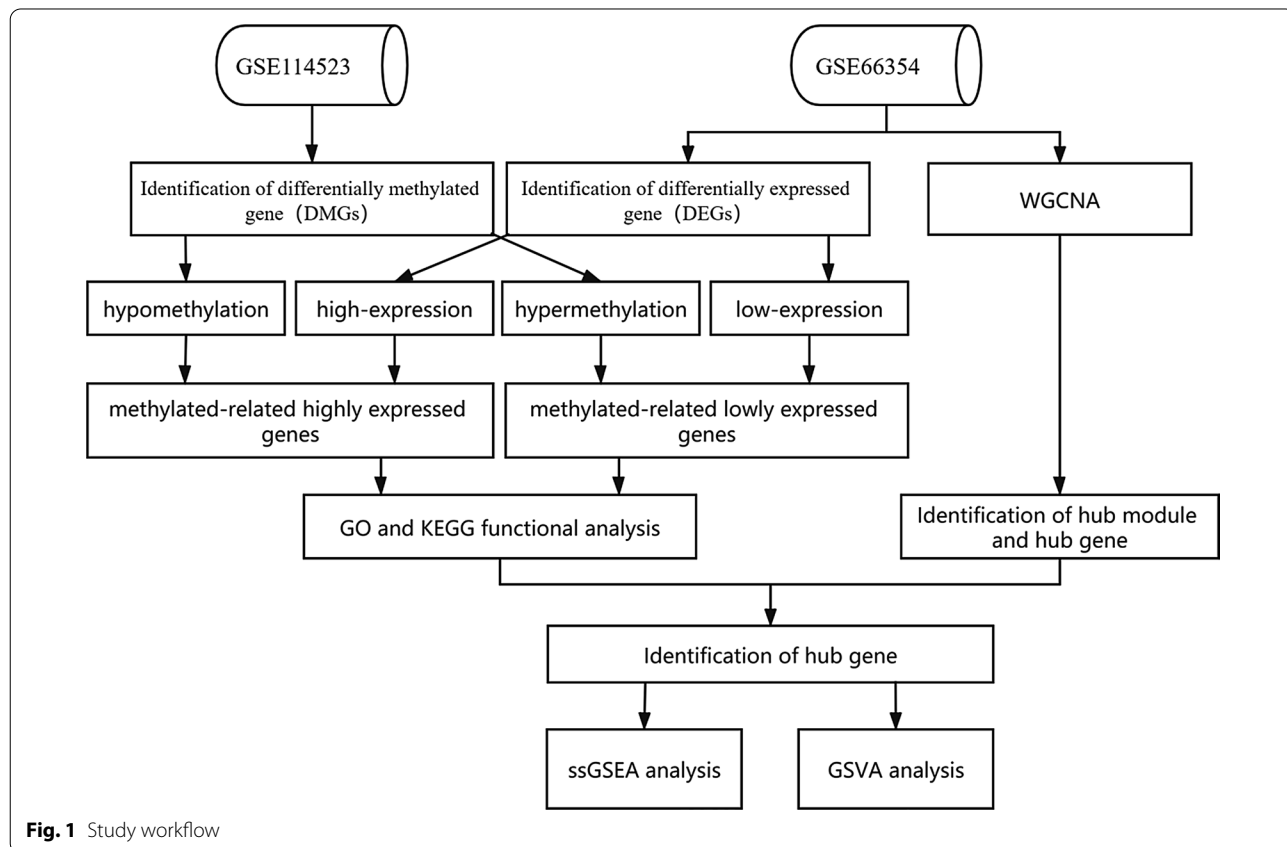 GSE114523
GSE66354
Identification of differentially methylated
gene（DMGs）
Identification of differentially expressed
gene（DEGs）
WGCNA
hypomethylation
high-expression
hypermethylation
low-expression
methylated-related highly expressed
genes
methylated-related lowly expressed
genes
GO and KEGG functional analysis
Identification of hub module
and hub gene
Identification of hub gene
ssGSEA analysis
GSVA analysis
Fig. 1 Study workflow